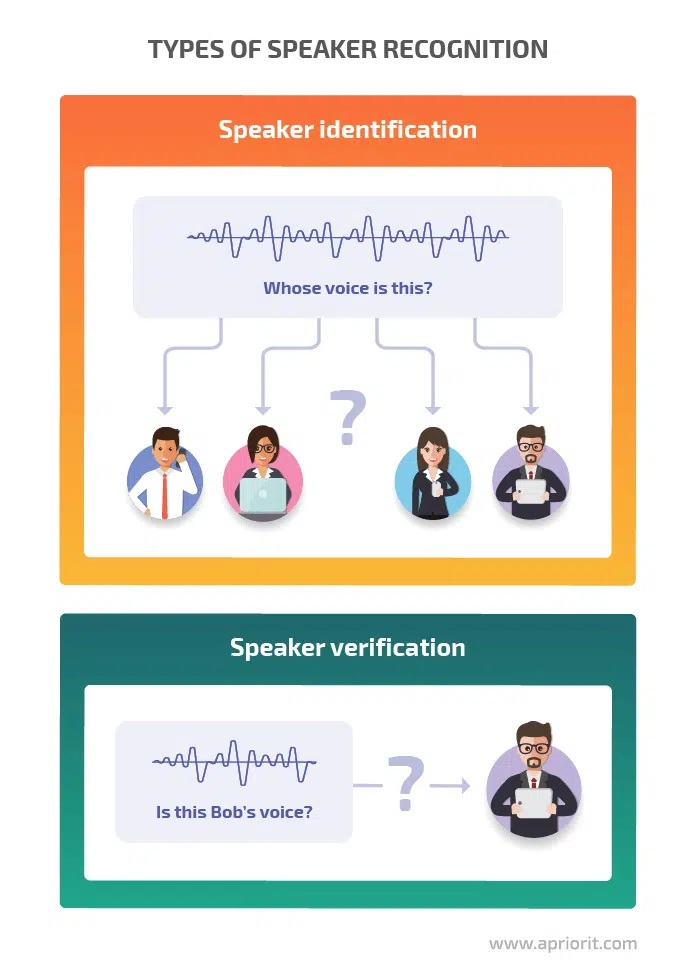 TYPES OF SPEAKER RECOGNITION
Speaker identification
Whose voice is this?
?
Speaker verification
Is this Bob's voice?
?
www.apriorit.com